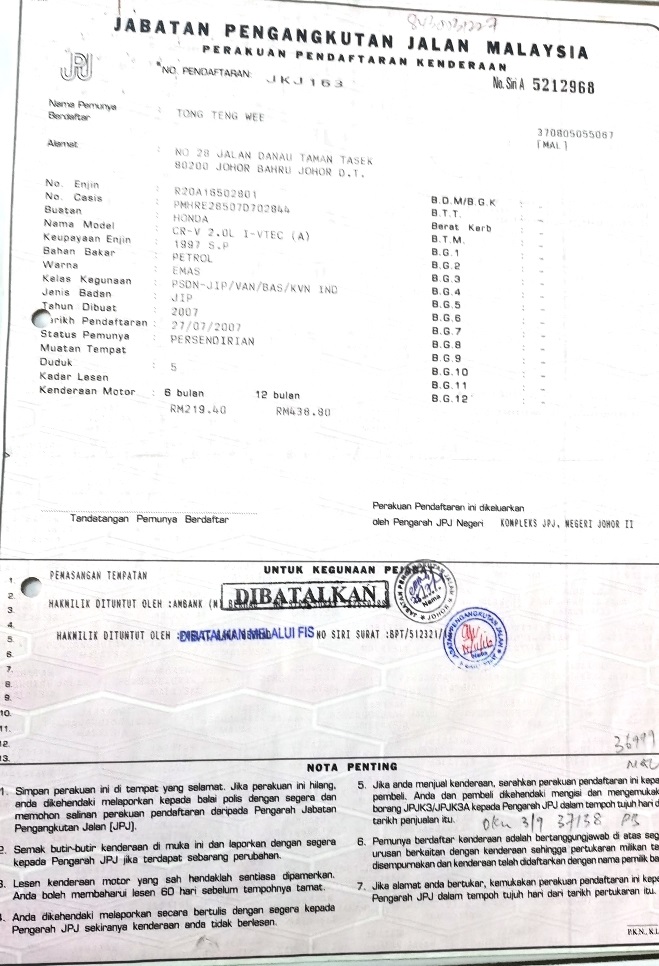 JABATAN PENGANGKUTAN JALAN MALAYSIA
PERAKUAN PENDAFTARAN KENDERAAN
JPJ
NO. PENDAFTARAN: JKJ163
No. Siri A 5212968
Nama Pemunya Berdaftar : TONG TENG WEE
370805055067
[MAL]
Alamat : NO 28 JALAN DANAU TAMAN TASEK
80200 JOHOR BAHRU JOHOR D.T.
No. Enjin : R20A16502801
No. Casis : PMHRE28507D702844
Buatan : HONDA
Nama Model : CR-V 2.0L I-VTEC (A)
Keupayaan Enjin : 1997 S.P
Bahan Bakar : PETROL
Warna : EMAS
Kelas Kegunaan : PSDN-JIP/VAN/BAS/KVN IND
Jenis Badan : JIP
Tahun Dibuat : 2007
Tarikh Pendaftaran : 27/07/2007
Status Pemunya : PERSENDIRIAN
Muatan Tempat
Duduk : 5
Kadar Lesen
Kenderaan Motor : 6 bulan 12 bulan
RM219.40 RM438.80
B.D.M/B.G.K : -
B.T.T. : -
Berat Kerb : -
B.T.M. : -
B.G.1 : -
B.G.2 : -
B.G.3 : -
B.G.4 : -
B.G.5 : -
B.G.6 : -
B.G.7 : -
B.G.8 : -
B.G.9 : -
B.G.10 : -
B.G.11 : -
B.G.12 : -
Tandatangan Pemunya Berdaftar
Perakuan Pendaftaran ini dikeluarkan
oleh Pengarah JPJ Negeri KOMPLEKS JPJ, NEGERI JOHOR II
UNTUK KEGUNAAN PEJABAT
1. PEMASANGAN TEMPATAN
2.
3. HAKMILIK DITUNTUT OLEH :AMBANK (M)
DIBATALKAN
4.
5. HAKMILIK DITUNTUT OLEH : DIBATALKAN MELALUI FIS NO SIRI SURAT :BPT/512321/
6.
7.
8.
9.
10.
11.
12.
13.
36999
NOTA PENTING
1. Simpan perakuan ini di tempat yang selamat. Jika perakuan ini hilang,
anda dikehendaki melaporkan kepada balai polis dengan segera dan
memohon salinan perakuan pendaftaran daripada Pengarah Jabatan
Pengangkutan Jalan [JPJ].
2. Semak butir-butir kenderaan di muka ini dan laporkan dengan segera
kepada Pengarah JPJ jika terdapat sebarang perubahan.
3. Lesen kenderaan motor yang sah hendaklah sentiasa dipamerkan.
Anda boleh membaharui lesen 60 hari sebelum tempohnya tamat.
4. Anda dikehendaki melaporkan secara bertulis dengan segera kepada
Pengarah JPJ sekiranya kenderaan anda tidak berlesen.
5. Jika anda menjual kenderaan, serahkan perakuan pendaftaran ini kepa
pembeli. Anda dan pembeli dikehendaki mengisi dan mengemukak
borang JPJK3/JPJK3A kepada Pengarah JPJ dalam tempoh tujuh hari d
tarikh penjualan itu.
3/9 37138 PB
6. Pemunya berdaftar kenderaan adalah bertanggungjawab di atas seg
urusan berkaitan dengan kenderaan sehingga pertukaran milikan te
disempurnakan dan kenderaan telah didaftarkan dengan nama pemilik ba
7. Jika alamat anda bertukar, kemukakan perakuan pendaftaran ini kepa
Pengarah JPJ dalam tempoh tujuh hari dari tarikh pertukaran itu.
P.K.N., K.L